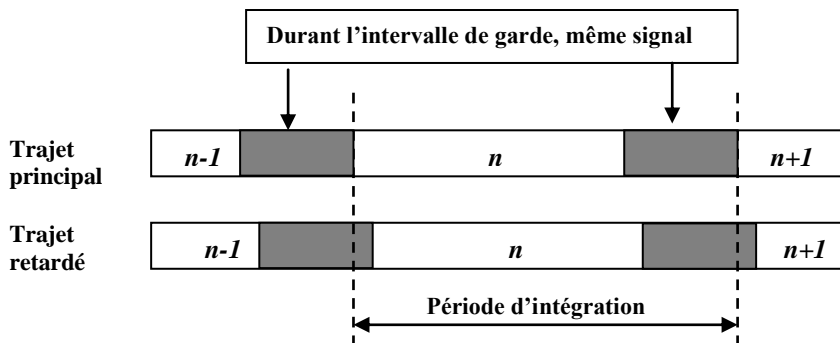 Durant l'intervalle de garde, même signal
Trajet
principal
n-1
n
n+1
Trajet
retardé
n-1
n
n+1
Période d'intégration